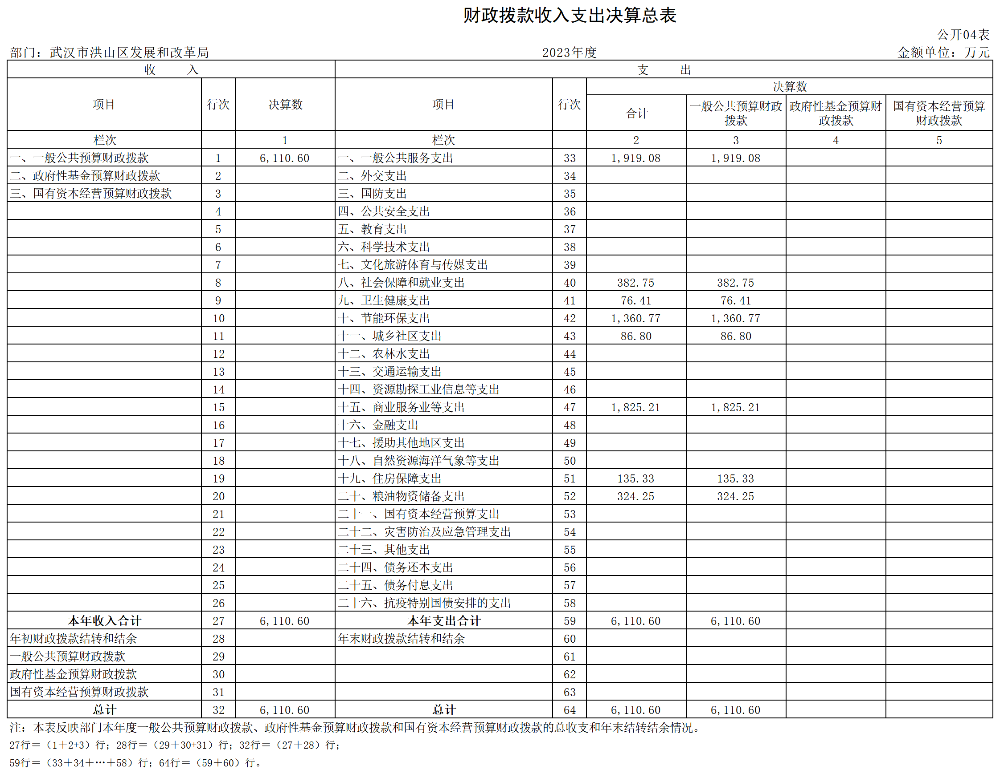 财政拨款收入支出决算总表
公开04表
部门：武汉市洪山区发展和改革局 2023年度 金额单位：万元
收 入 支 出
项目 行次 决算数 项目 行次 决算数
合计 一般公共预算财政拨款 政府性基金预算财政拨款 国有资本经营预算财政拨款
栏次 1 栏次 2 3 4 5
一、一般公共预算财政拨款 1 6,110.60 一、一般公共服务支出 33 1,919.08 1,919.08
二、政府性基金预算财政拨款 2 二、外交支出 34
三、国有资本经营预算财政拨款 3 三、国防支出 35
4 四、公共安全支出 36
5 五、教育支出 37
6 六、科学技术支出 38
7 七、文化旅游体育与传媒支出 39
8 八、社会保障和就业支出 40 382.75 382.75
9 九、卫生健康支出 41 76.41 76.41
10 十、节能环保支出 42 1,360.77 1,360.77
11 十一、城乡社区支出 43 86.80 86.80
12 十二、农林水支出 44
13 十三、交通运输支出 45
14 十四、资源勘探工业信息等支出 46
15 十五、商业服务业等支出 47 1,825.21 1,825.21
16 十六、金融支出 48
17 十七、援助其他地区支出 49
18 十八、自然资源海洋气象等支出 50
19 十九、住房保障支出 51 135.33 135.33
20 二十、粮油物资储备支出 52 324.25 324.25
21 二十一、国有资本经营预算支出 53
22 二十二、灾害防治及应急管理支出 54
23 二十三、其他支出 55
24 二十四、债务还本支出 56
25 二十五、债务付息支出 57
26 二十六、抗疫特别国债安排的支出 58
本年收入合计 27 6,110.60 本年支出合计 59 6,110.60 6,110.60
年初财政拨款结转和结余 28 年末财政拨款结转和结余 60
一般公共预算财政拨款 29 61
政府性基金预算财政拨款 30 62
国有资本经营预算财政拨款 31 63
总计 32 6,110.60 总计 64 6,110.60 6,110.60
注：本表反映部门本年度一般公共预算财政拨款、政府性基金预算财政拨款和国有资本经营预算财政拨款的总收支和年末结转结余情况。
27行＝（1＋2+3）行；28行＝（29＋30+31）行；32行＝（27＋28）行；
59行＝（33＋34＋…＋58）行；64行＝（59＋60）行。